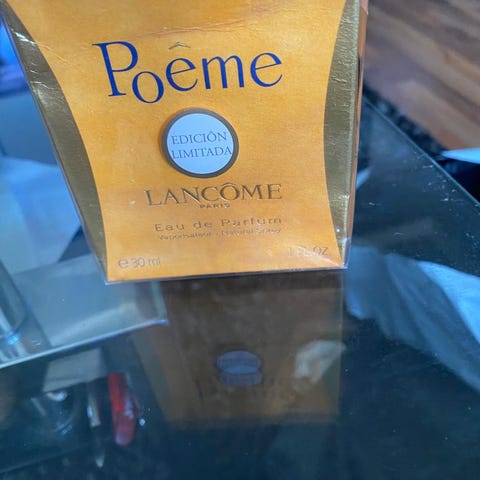 Poême
EDICIÓN
LIMITADA
LANCÔME
PARIS
Eau de Parfum
Vaporisateur - Natural Spray
e 30 ml 1 FL.OZ